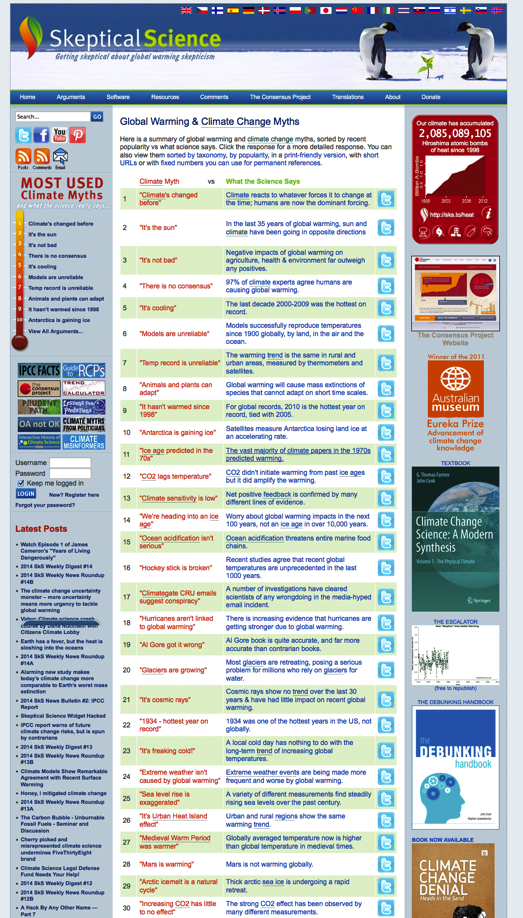 Skeptical Science
Getting skeptical about global warming skepticism
Home Arguments Software Resources Comments The Consensus Project Translations About Donate
Search... GO
Posts Comments Email
MOST USED
Climate Myths
and what the science really says...
1 Climate's changed before
2 It's the sun
3 It's not bad
4 There is no consensus
5 It's cooling
6 Models are unreliable
7 Temp record is unreliable
8 Animals and plants can adapt
9 It hasn't warmed since 1998
10 Antarctica is gaining ice
View All Arguments...
IPCC FACTS
Guide to RCPs
the consensus project
TREND CALCULATOR
PRUDENT PATH
Lessons from Predictions
OA not OK
CLIMATE MYTHS FROM POLITICIANS
Interactive History of Climate Science
CLIMATE MISINFORMERS
Username
Password
Keep me logged in
LOGIN New? Register here
Forgot your password?
Latest Posts
Watch Episode 1 of James
Cameron's "Years of Living
Dangerously"
2014 SkS Weekly Digest #14
2014 SkS Weekly News Roundup
#14B
The climate change uncertainty
monster – more uncertainty
means more urgency to tackle
global warming
Video: Climate science crash
course by Dana Nuccitelli with
Citizens Climate Lobby
Earth has a fever, but the heat is
sloshing into the oceans
2014 SkS Weekly News Roundup
#14A
Alarming new study makes
today's climate change more
comparable to Earth's worst mass
extinction
2014 SkS News Bulletin #2: IPCC
Report
Skeptical Science Widget Hacked
IPCC report warns of future
climate change risks, but is spun
by contrarians
2014 SkS Weekly Digest #13
2014 SkS Weekly News Roundup
#13B
Climate Models Show Remarkable
Agreement with Recent Surface
Warming
Honey, I mitigated climate change
2014 SkS Weekly News Roundup
#13A
The Carbon Bubble - Unburnable
Fossil Fuels - Seminar and
Discussion
Cherry picked and
misrepresented climate science
undermines FiveThirtyEight
brand
Climate Science Legal Defense
Fund Needs Your Help!
2014 SkS Weekly Digest #12
2014 SkS Weekly News Roundup
#12B
A Hack By Any Other Name —
Part 7
Global Warming & Climate Change Myths
Here is a summary of global warming and climate change myths, sorted by recent
popularity vs what science says. Click the response for a more detailed response. You can
also view them sorted by taxonomy, by popularity, in a print-friendly version, with short
URLs or with fixed numbers you can use for permanent references.
Climate Myth vs What the Science Says
1 "Climate's changed before" Climate reacts to whatever forces it to change at the time; humans are now the dominant forcing.
2 "It's the sun" In the last 35 years of global warming, sun and climate have been going in opposite directions
3 "It's not bad" Negative impacts of global warming on agriculture, health & environment far outweigh any positives.
4 "There is no consensus" 97% of climate experts agree humans are causing global warming.
5 "It's cooling" The last decade 2000-2009 was the hottest on record.
6 "Models are unreliable" Models successfully reproduce temperatures since 1900 globally, by land, in the air and the ocean.
7 "Temp record is unreliable" The warming trend is the same in rural and urban areas, measured by thermometers and satellites.
8 "Animals and plants can adapt" Global warming will cause mass extinctions of species that cannot adapt on short time scales.
9 "It hasn't warmed since 1998" For global records, 2010 is the hottest year on record, tied with 2005.
10 "Antarctica is gaining ice" Satellites measure Antarctica losing land ice at an accelerating rate.
11 "Ice age predicted in the 70s" The vast majority of climate papers in the 1970s predicted warming.
12 "CO2 lags temperature" CO2 didn't initiate warming from past ice ages but it did amplify the warming.
13 "Climate sensitivity is low" Net positive feedback is confirmed by many different lines of evidence.
14 "We're heading into an ice age" Worry about global warming impacts in the next 100 years, not an ice age in over 10,000 years.
15 "Ocean acidification isn't serious" Ocean acidification threatens entire marine food chains.
16 "Hockey stick is broken" Recent studies agree that recent global temperatures are unprecedented in the last 1000 years.
17 "Climategate CRU emails suggest conspiracy" A number of investigations have cleared scientists of any wrongdoing in the media-hyped email incident.
18 "Hurricanes aren't linked to global warming" There is increasing evidence that hurricanes are getting stronger due to global warming.
19 "Al Gore got it wrong" Al Gore book is quite accurate, and far more accurate than contrarian books.
20 "Glaciers are growing" Most glaciers are retreating, posing a serious problem for millions who rely on glaciers for water.
21 "It's cosmic rays" Cosmic rays show no trend over the last 30 years & have had little impact on recent global warming.
22 "1934 - hottest year on record" 1934 was one of the hottest years in the US, not globally.
23 "It's freaking cold!" A local cold day has nothing to do with the long-term trend of increasing global temperatures.
24 "Extreme weather isn't caused by global warming" Extreme weather events are being made more frequent and worse by global warming.
25 "Sea level rise is exaggerated" A variety of different measurements find steadily rising sea levels over the past century.
26 "It's Urban Heat Island effect" Urban and rural regions show the same warming trend.
27 "Medieval Warm Period was warmer" Globally averaged temperature now is higher than global temperature in medieval times.
28 "Mars is warming" Mars is not warming globally.
29 "Arctic icemelt is a natural cycle" Thick arctic sea ice is undergoing a rapid retreat.
30 "Increasing CO2 has little to no effect" The strong CO2 effect has been observed by many different measurements.
Our climate has accumulated
2,085,089,105
Hiroshima atomic bombs
of heat since 1998
1998 2003 2008 2012
http://sks.to/heat
The Consensus Project
Website
Winner of the 2011
Australian
museum
Eureka Prize
Advancement of
climate change
knowledge
TEXTBOOK
G. Thomas Farmer
John Cook
Climate Change
Science: A Modern
Synthesis
Volume 1 - The Physical Climate
Springer
THE ESCALATOR
(free to republish)
THE DEBUNKING HANDBOOK
The
DEBUNKING
handbook
John Cook
Stephan Lewandowsky
BOOK NOW AVAILABLE
CLIMATE
CHANGE
DENIAL
Heads in the Sand